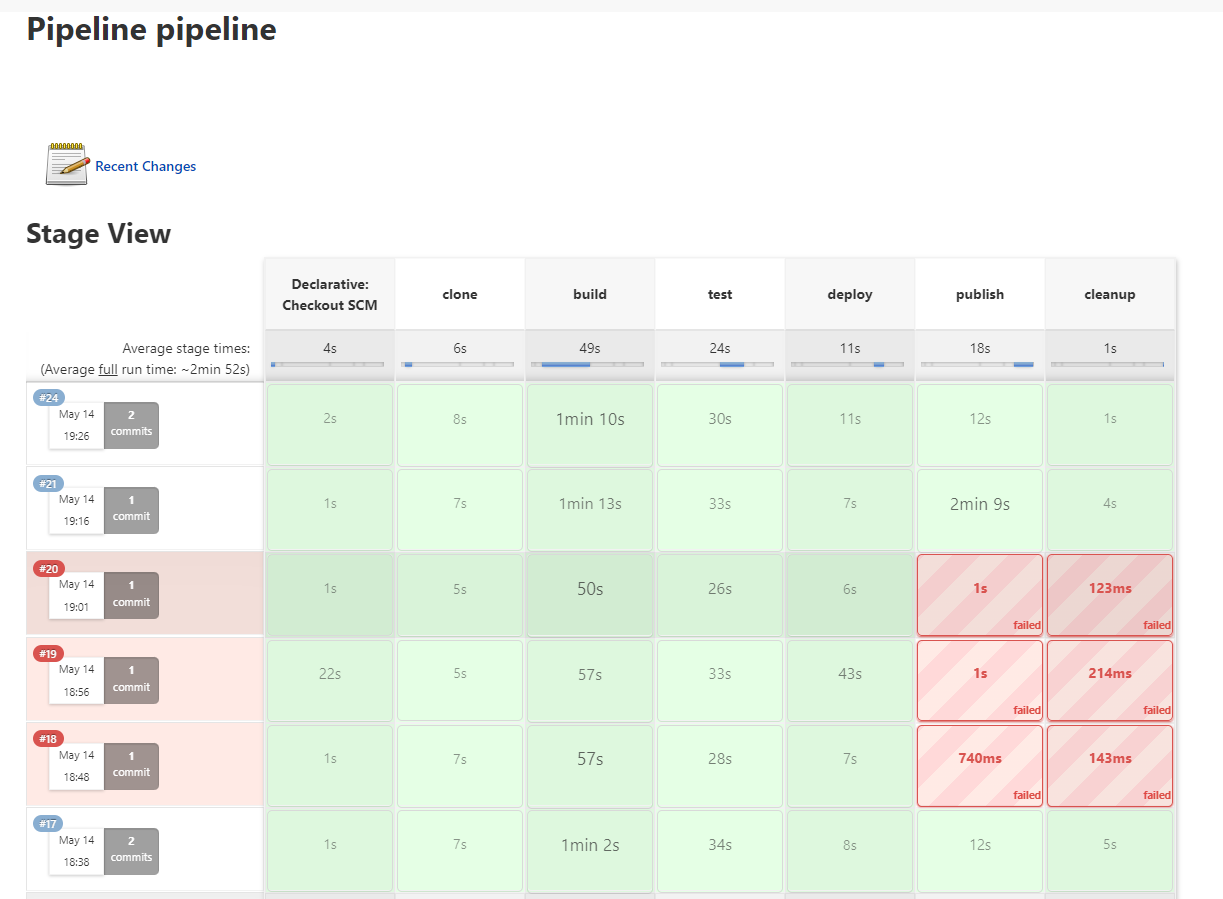 Pipeline pipeline
Recent Changes
Stage View
Declarative:
Checkout SCM
clone
build
test
deploy
publish
cleanup
Average stage times:
(Average full run time: ~2min 52s)
4s
6s
49s
24s
11s
18s
1s
#24
May 14
19:26
2
commits
2s
8s
1min 10s
30s
11s
12s
1s
#21
May 14
19:16
1
commit
1s
7s
1min 13s
33s
7s
2min 9s
4s
#20
May 14
19:01
1
commit
1s
5s
50s
26s
6s
1s
failed
123ms
failed
#19
May 14
18:56
1
commit
22s
5s
57s
33s
43s
1s
failed
214ms
failed
#18
May 14
18:48
1
commit
1s
7s
57s
28s
7s
740ms
failed
143ms
failed
#17
May 14
18:38
2
commits
1s
7s
1min 2s
34s
8s
12s
5s